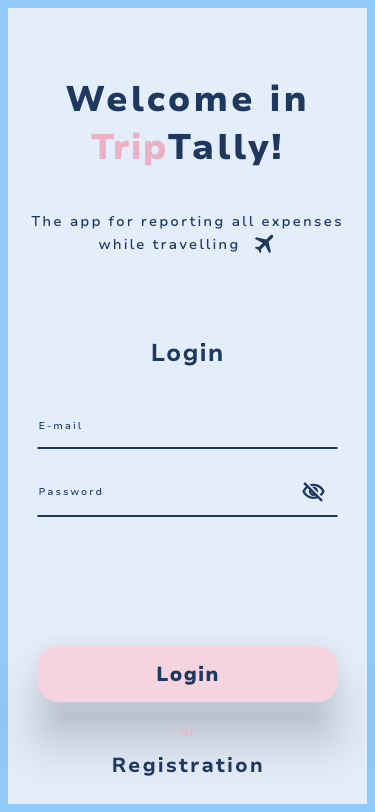 Welcome in
TripTally!
The app for reporting all expenses
while travelling
Login
E-mail
Password
Login
or
Registration